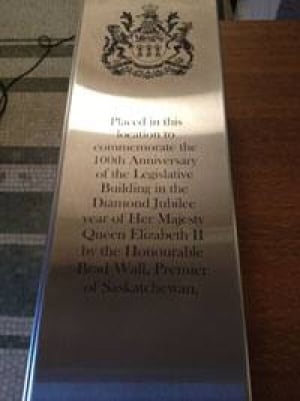 Placed in this
location to
commemorate the
100th Anniversary
of the Legislative
Building in the
Diamond Jubilee
year of Her Majesty
Queen Elizabeth II
by the Honourable
Brad Wall, Premier
of Saskatchewan.